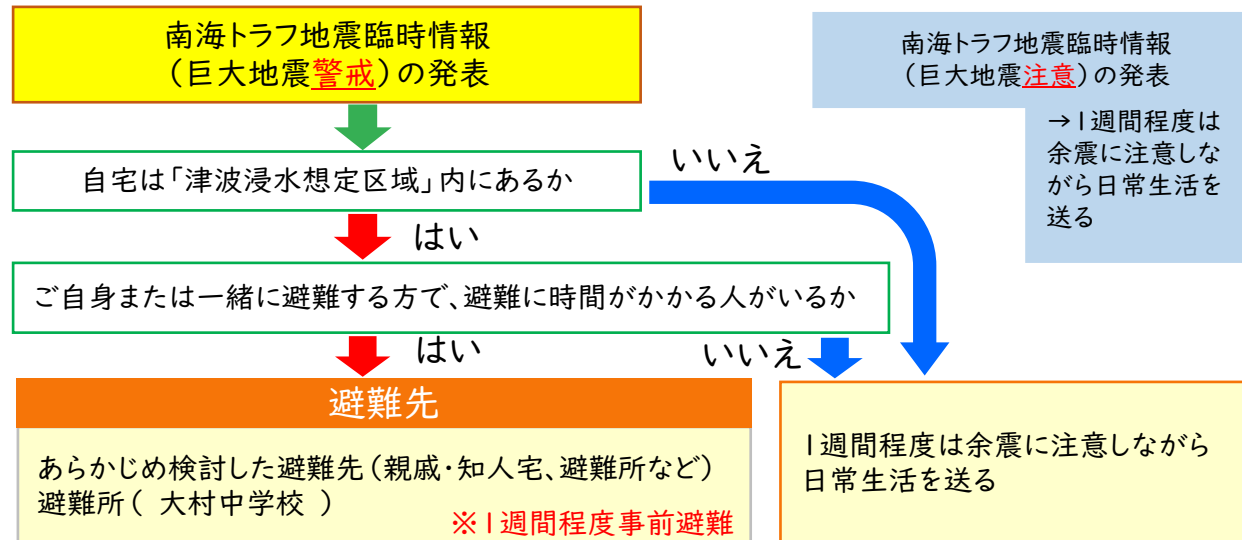 南海トラフ地震臨時情報
（巨大地震警戒）の発表
南海トラフ地震臨時情報
（巨大地震注意）の発表
→1週間程度は
余震に注意しな
がら日常生活を
送る
自宅は「津波浸水想定区域」内にあるか
いいえ
はい
ご自身または一緒に避難する方で、避難に時間がかかる人がいるか
はい
いいえ
避難先
あらかじめ検討した避難先（親戚・知人宅、避難所など）
避難所（ 大村中学校 ）
※1週間程度事前避難
1週間程度は余震に注意しながら
日常生活を送る